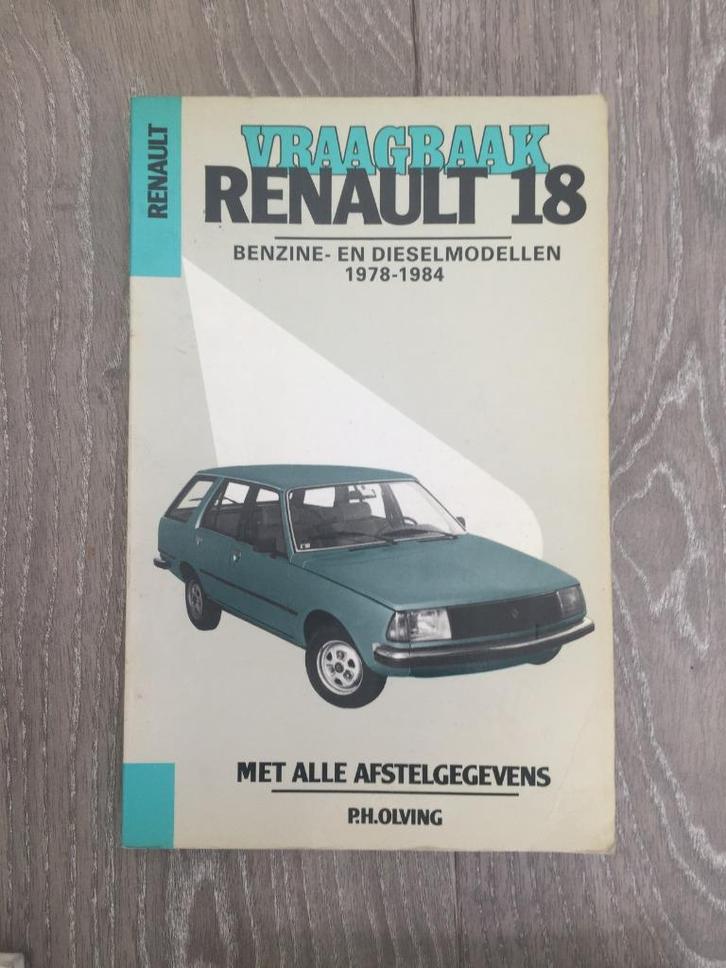 RENAULT
VRAAGBAAK
RENAULT 18
BENZINE- EN DIESELMODELLEN
1978-1984
MET ALLE AFSTELGEGEVENS
P.H.OLVING